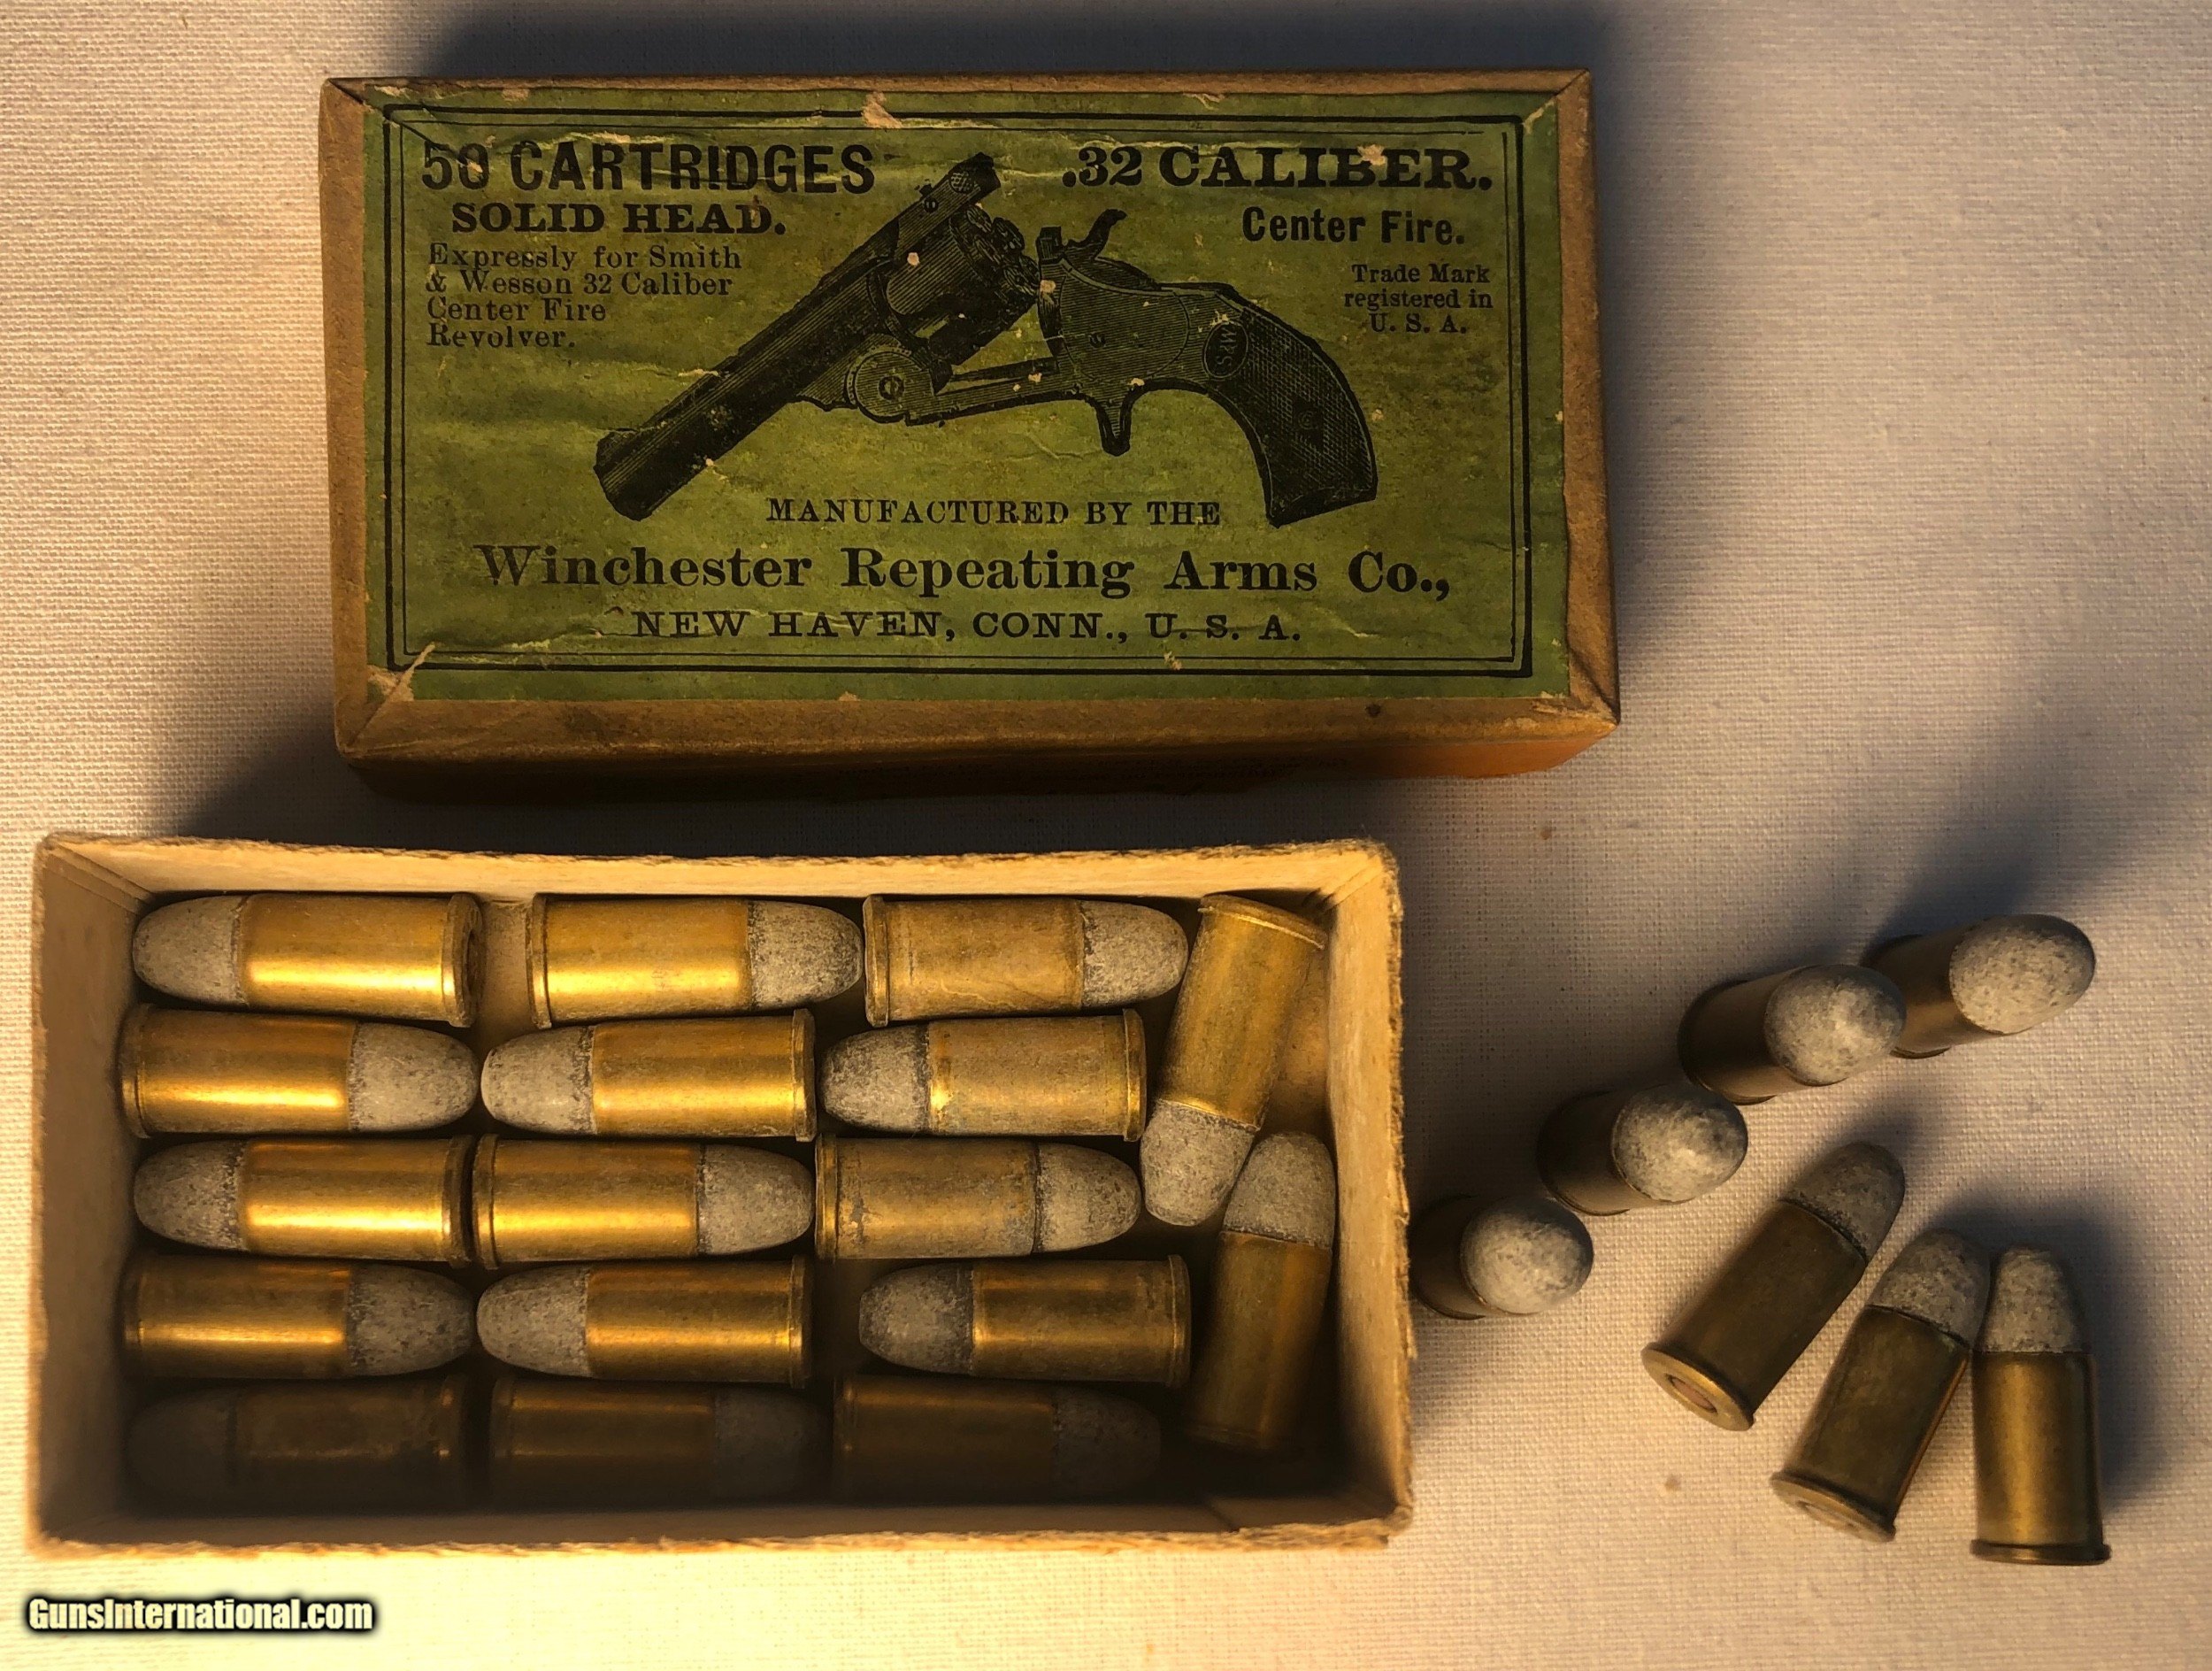 50 CARTRIDGES
SOLID HEAD.
Expressly for Smith
& Wesson 32 Caliber
Center Fire
Revolver.
.32 CALIBER.
Center Fire.
Trade Mark
registered in
U. S. A.
MANUFACTURED BY THE
Winchester Repeating Arms Co.,
NEW HAVEN, CONN., U. S. A.
GunsInternational.com